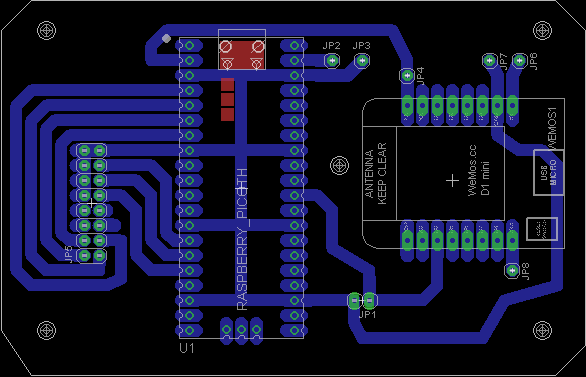 JP2
JP3
JP4
JP7
JP6
WEMOS1
ANTENNA
KEEP CLEAR
WeMos.cc
D1 mini
USB
MICRO
RASPBERRY_PICOTH
JP5
JP8
JP1
U1